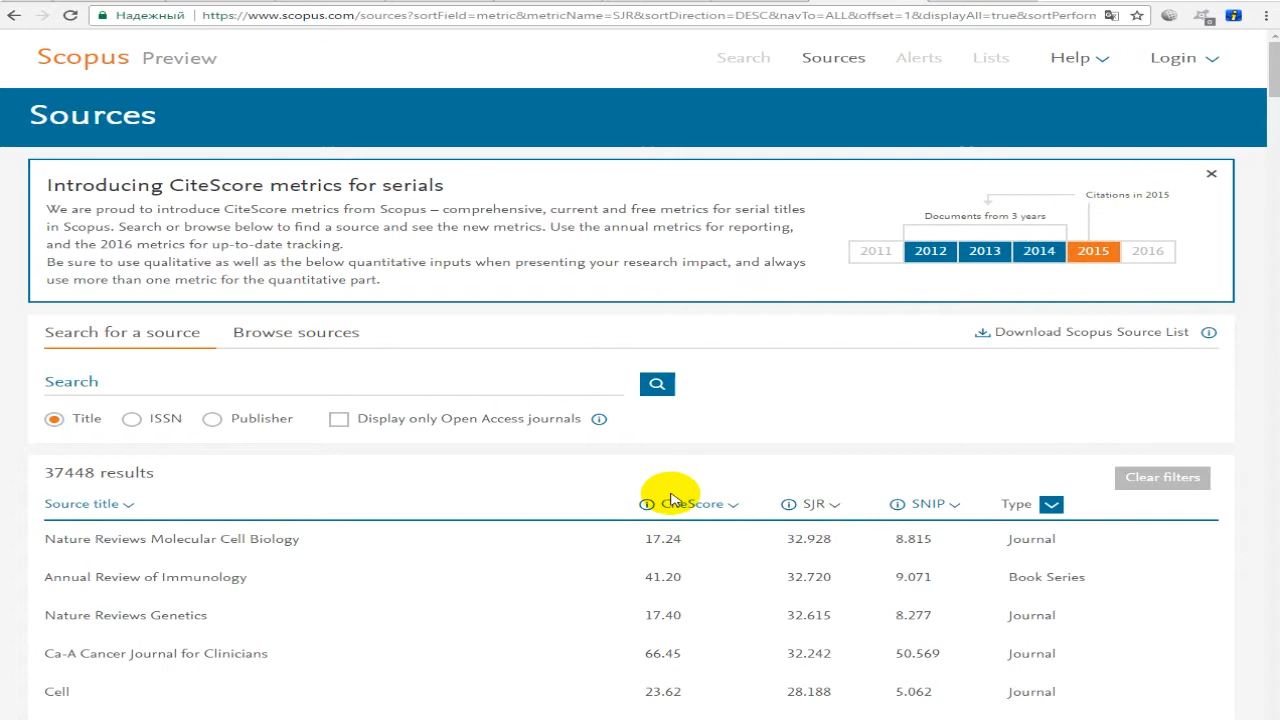 Надежный https://www.scopus.com/sources?sortField=metric&metricName=SJR&sortDirection=DESC&navTo=ALL&offset=1&displayAll=true&sortPerform
Scopus Preview Search Sources Alerts Lists Help Login
Sources
Introducing CiteScore metrics for serials
We are proud to introduce CiteScore metrics from Scopus – comprehensive, current and free metrics for serial titles
in Scopus. Search or browse below to find a source and see the new metrics. Use the annual metrics for reporting,
and the 2016 metrics for up-to-date tracking.
Be sure to use qualitative as well at the below quantitative inputs when presenting your research impact, and always
use more than one metric for the quantitative part.
Citations in 2015
Documents from 3 years
2011 2012 2013 2014 2015 2016
Search for a source Browse sources Download Scopus Source List
Search
Title ISSN Publisher Display only Open Access journals
37448 results Clear filters
Source title CiteScore SJR SNIP Type
Nature Reviews Molecular Cell Biology 17.24 32.928 8.815 Journal
Annual Review of Immunology 41.20 32.720 9.071 Book Series
Nature Reviews Genetics 17.40 32.615 8.277 Journal
Ca-A Cancer Journal for Clinicians 66.45 32.242 50.569 Journal
Cell 23.62 28.188 5.062 Journal